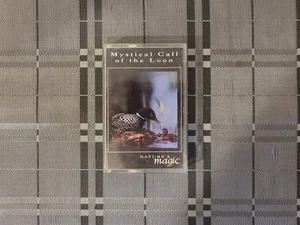 Mystical Call
of the Loon
NATURE'S
magic